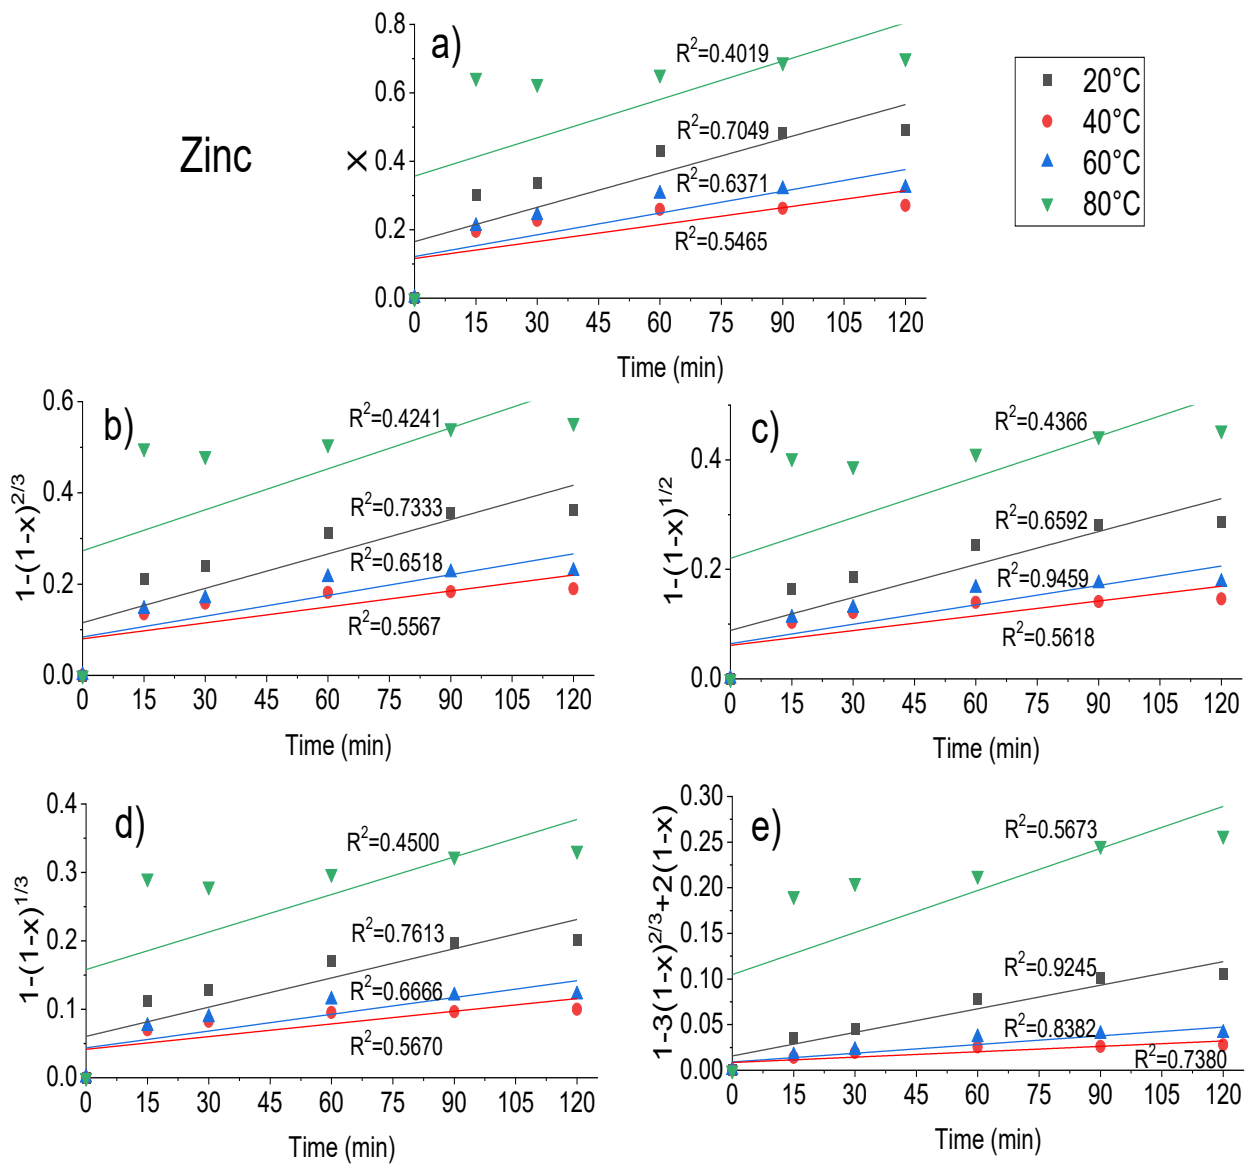 Zinc
a)
X
0.8
0.6
0.4
0.2
0.0
R²=0.4019
R²=0.7049
R²=0.6371
R²=0.5465
0 15 30 45 60 75 90 105 120
Time (min)
20°C
40°C
60°C
80°C
b)
1-(1-x)^2/3
0.6
0.4
0.2
0.0
R²=0.4241
R²=0.7333
R²=0.6518
R²=0.5567
0 15 30 45 60 75 90 105 120
Time (min)
c)
1-(1-x)^1/2
0.4
0.2
0.0
R²=0.4366
R²=0.6592
R²=0.9459
R²=0.5618
0 15 30 45 60 75 90 105 120
Time (min)
d)
1-(1-x)^1/3
0.4
0.3
0.2
0.1
0.0
R²=0.4500
R²=0.7613
R²=0.6666
R²=0.5670
0 15 30 45 60 75 90 105 120
Time (min)
e)
1-3(1-x)^2/3+2(1-x)
0.30
0.25
0.20
0.15
0.10
0.05
0.00
R²=0.5673
R²=0.9245
R²=0.8382
R²=0.7380
0 15 30 45 60 75 90 105 120
Time (min)